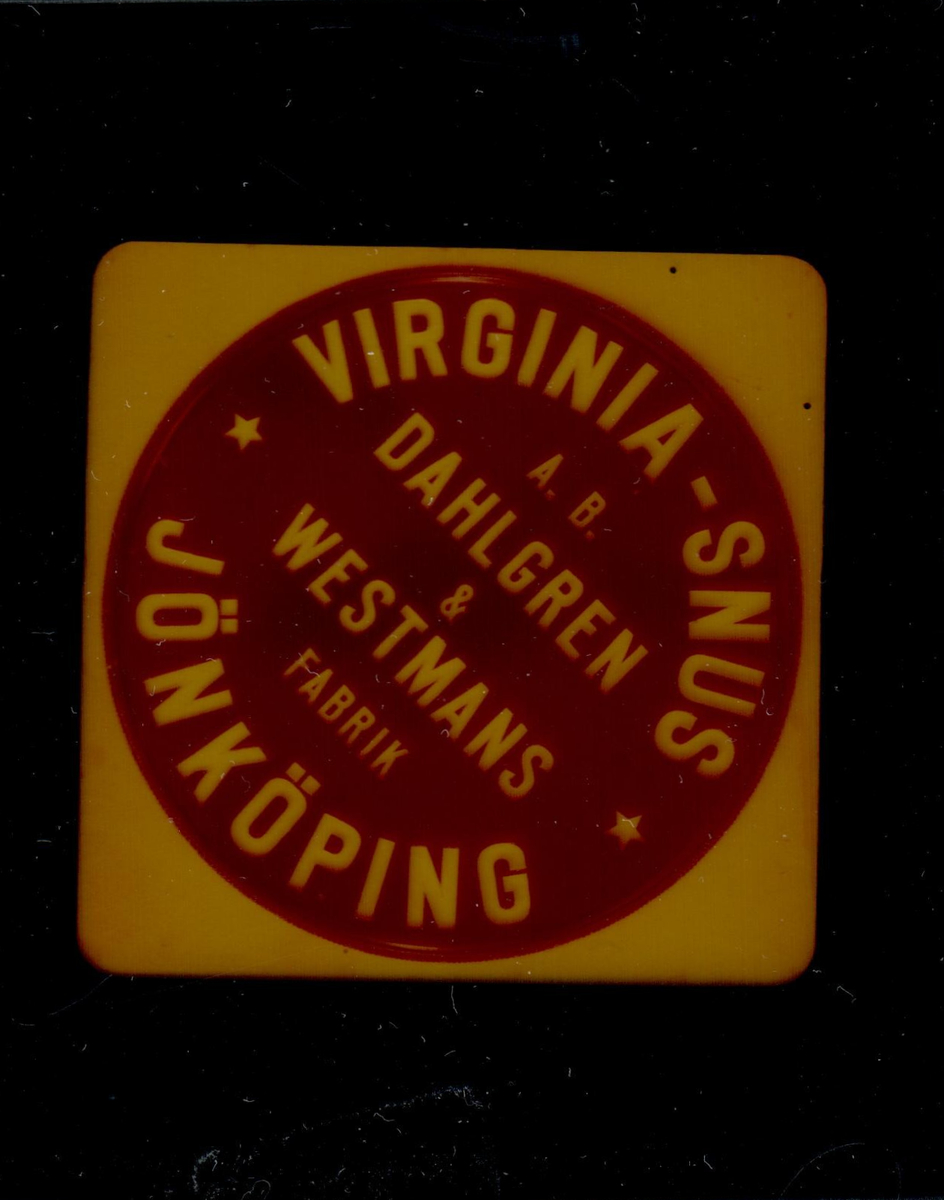 VIRGINIA-SNUS
A. B.
DAHLGREN
&
WESTMANS
FABRIK
JÖNKÖPING